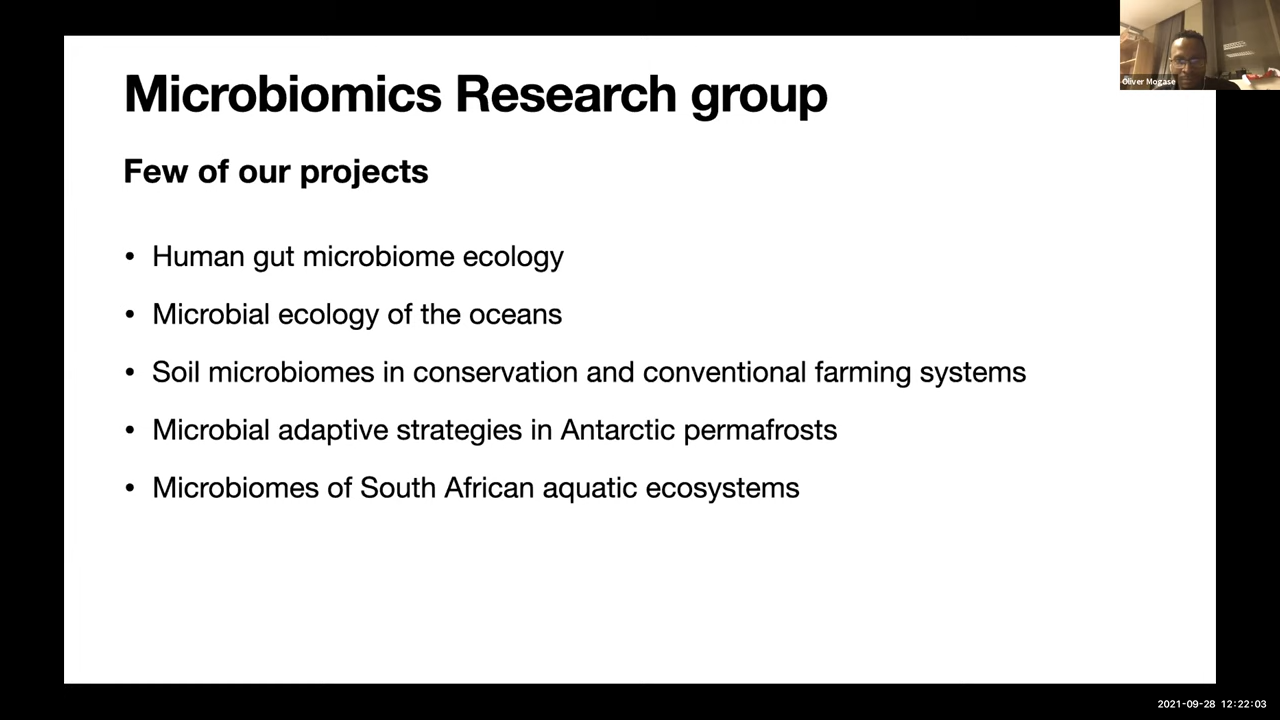 Microbiomics Research group
Few of our projects
• Human gut microbiome ecology
• Microbial ecology of the oceans
• Soil microbiomes in conservation and conventional farming systems
• Microbial adaptive strategies in Antarctic permafrosts
• Microbiomes of South African aquatic ecosystems
Oliver Mogase
2021-09-28 12:22:03